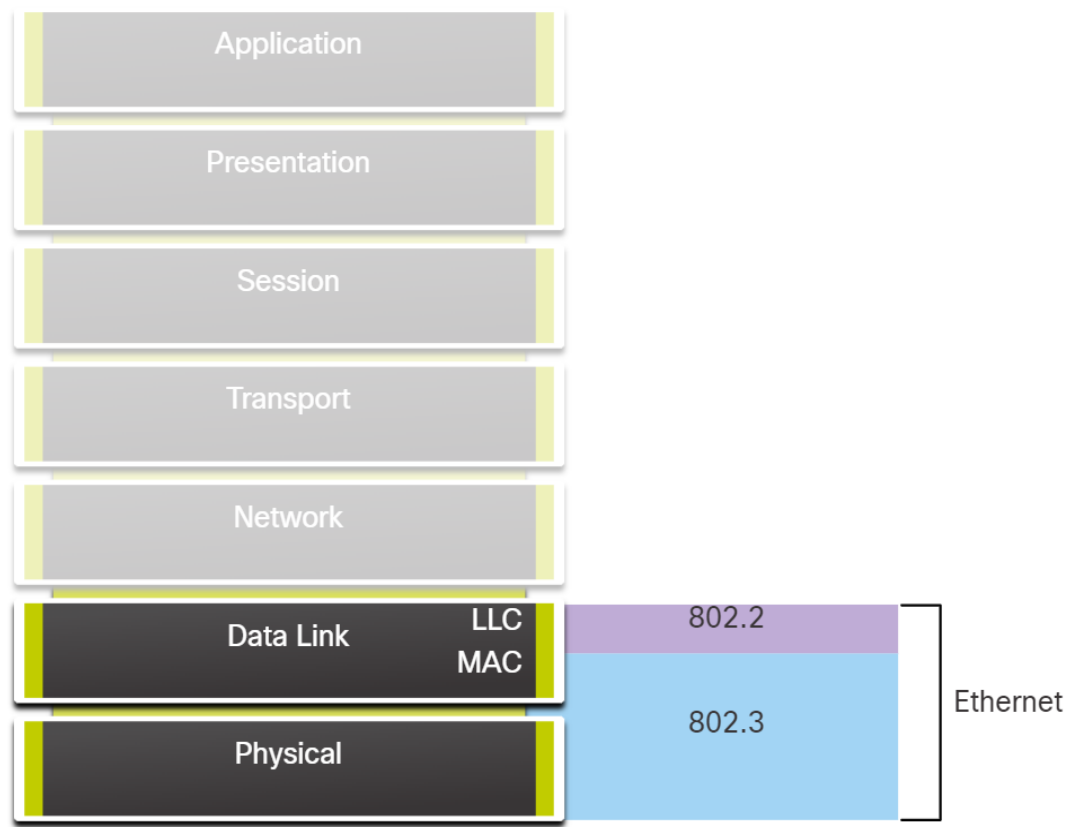 Application
Presentation
Session
Transport
Network
Data Link
LLC
MAC
802.2
802.3
Ethernet
Physical